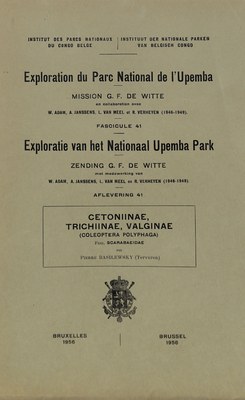 INSTITUT DES PARCS NATIONAUX
DU CONGO BELGE
INSTITUUT DER NATIONALE PARKEN
VAN BELGISCH CONGO
Exploration du Parc National de l'Upemba
MISSION G. F. DE WITTE
en collaboration avec
W. ADAM, A. JANSSENS, L. VAN MEEL et R. VERHEYEN (1946-1949).
FASCICULE 41
Exploratie van het Nationaal Upemba Park
ZENDING G. F. DE WITTE
met medewerking van
W. ADAM, A. JANSSENS, L. VAN MEEL en R. VERHEYEN (1946-1949).
AFLEVERING 41
CETONIINAE,
TRICHIINAE, VALGINAE
(COLEOPTERA POLYPHAGA)
Fam. SCARABAEIDAE
PAR
PIERRE BASILEWSKY (Tervuren)
BRUXELLES
1956
BRUSSEL
1956